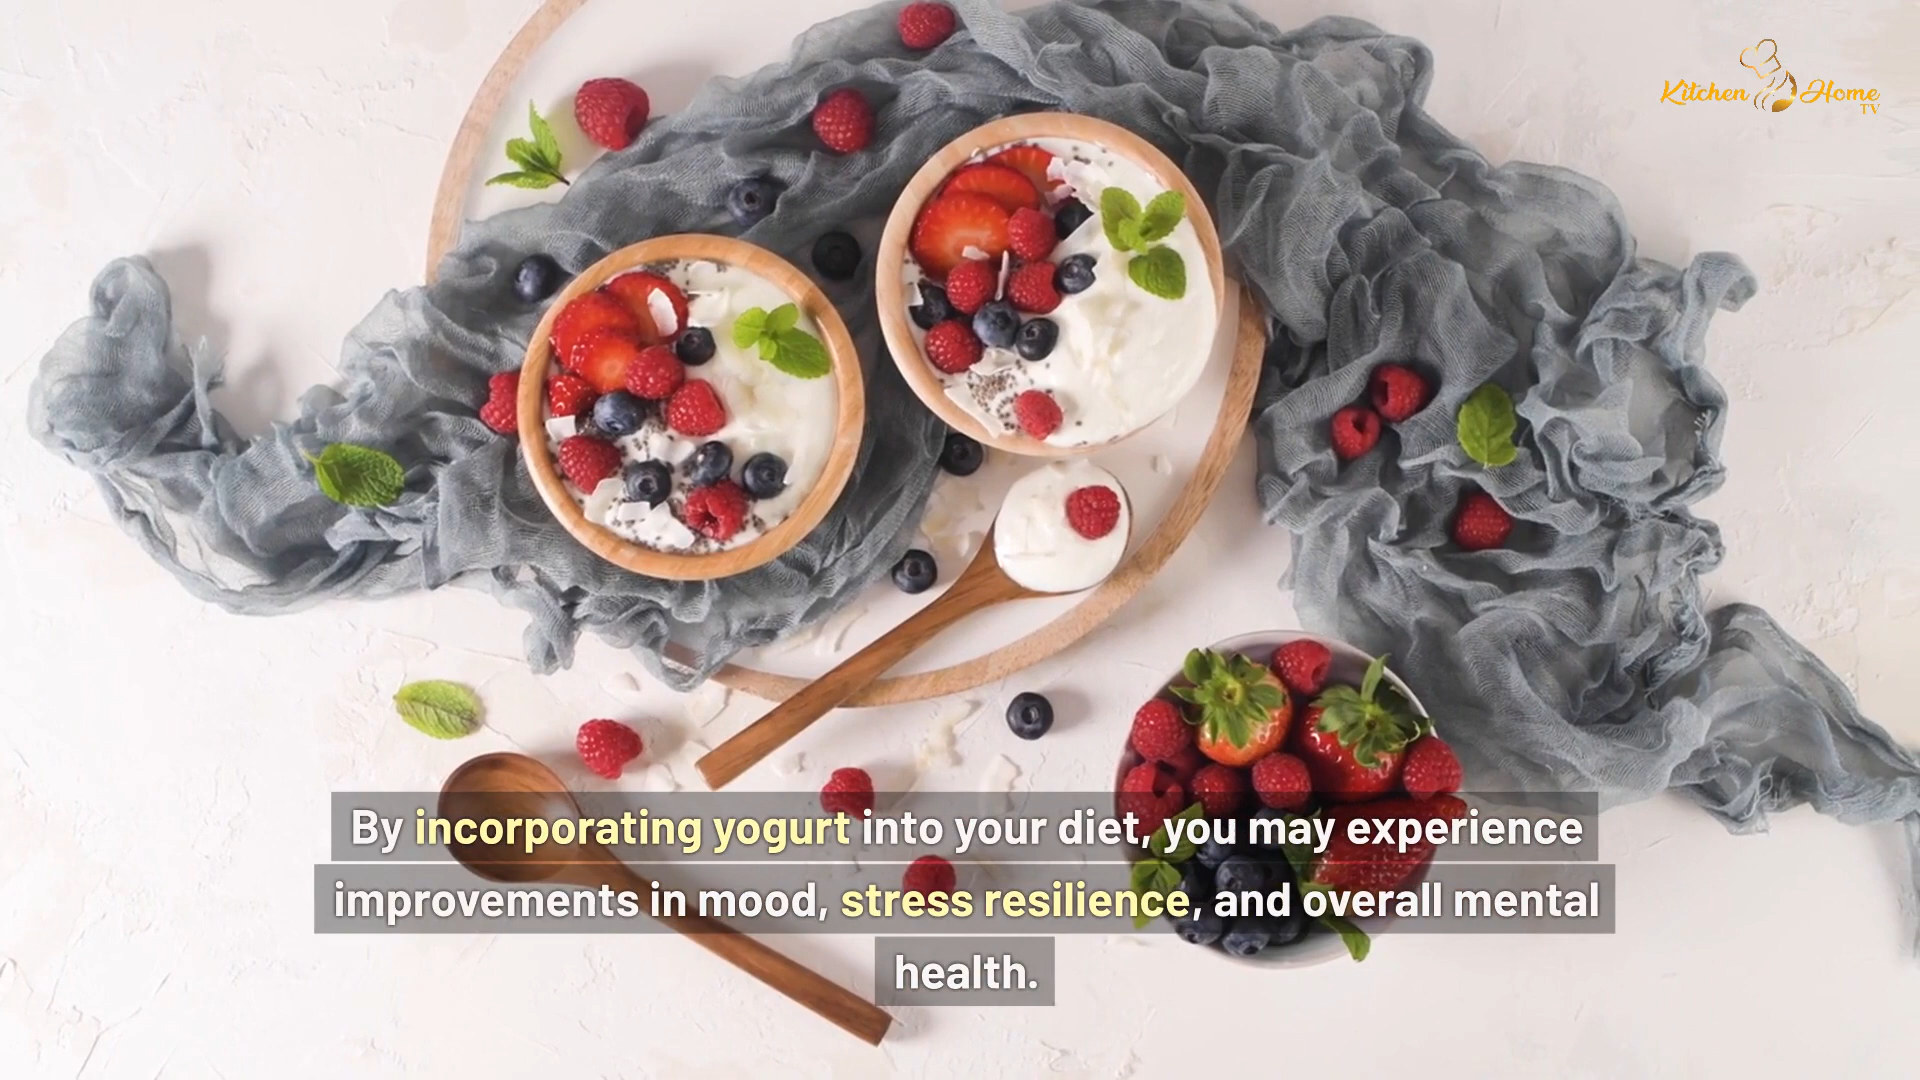 Kitchen Home
TV
By incorporating yogurt into your diet, you may experience
improvements in mood, stress resilience, and overall mental
health.